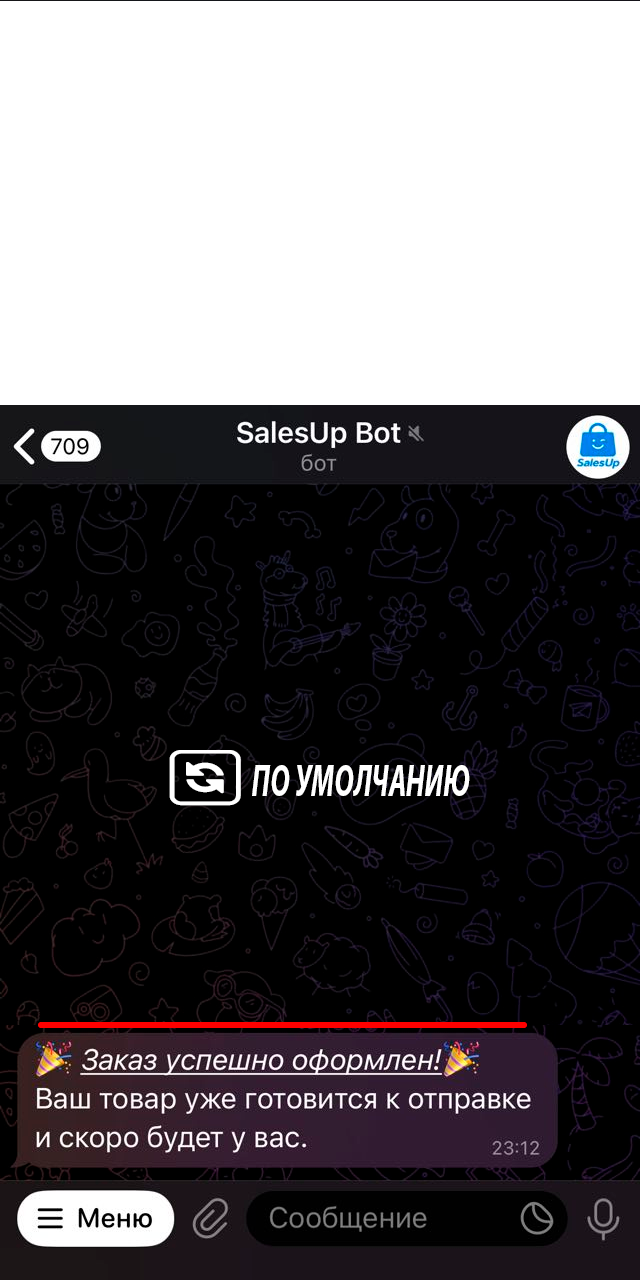 709
SalesUp Bot
бот
SalesUp
ПО УМОЛЧАНИЮ
🎉 Заказ успешно оформлен!🎉
Ваш товар уже готовится к отправке
и скоро будет у вас.
23:12
Меню
Сообщение